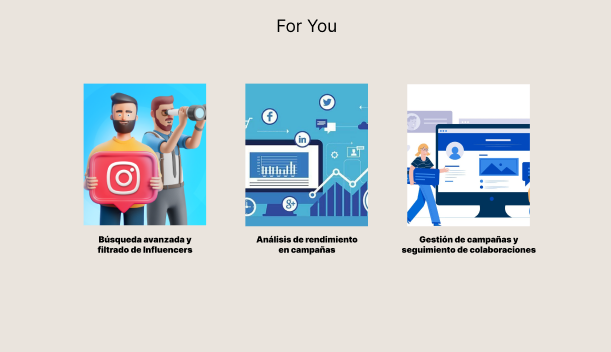 For You
Búsqueda avanzada y
filtrado de Influencers
Análisis de rendimiento
en campañas
Gestión de campañas y
seguimiento de colaboraciones